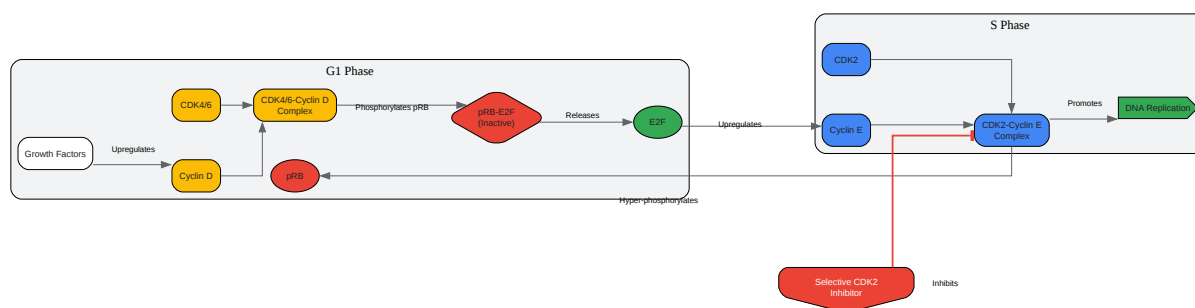 S Phase
G1 Phase
CDK2
CDK4/6
CDK4/6-Cyclin D
Complex
Phosphorylates pRB
pRB-E2F
(Inactive)
Releases
E2F
Upregulates
Cyclin E
CDK2-Cyclin E
Complex
Promotes
DNA Replication
Growth Factors
Upregulates
Cyclin D
pRB
Hyper-phosphorylates
Selective CDK2
Inhibitor
Inhibits